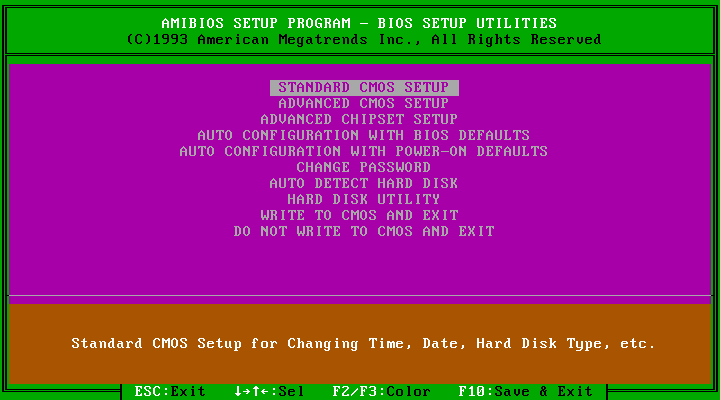 AMIBIOS SETUP PROGRAM - BIOS SETUP UTILITIES
(C)1993 American Megatrends Inc., All Rights Reserved
STANDARD CMOS SETUP
ADVANCED CMOS SETUP
ADVANCED CHIPSET SETUP
AUTO CONFIGURATION WITH BIOS DEFAULTS
AUTO CONFIGURATION WITH POWER-ON DEFAULTS
CHANGE PASSWORD
AUTO DETECT HARD DISK
HARD DISK UTILITY
WRITE TO CMOS AND EXIT
DO NOT WRITE TO CMOS AND EXIT
Standard CMOS Setup for Changing Time, Date, Hard Disk Type, etc.
ESC:Exit ↓→↑←:Sel F2/F3:Color F10:Save & Exit